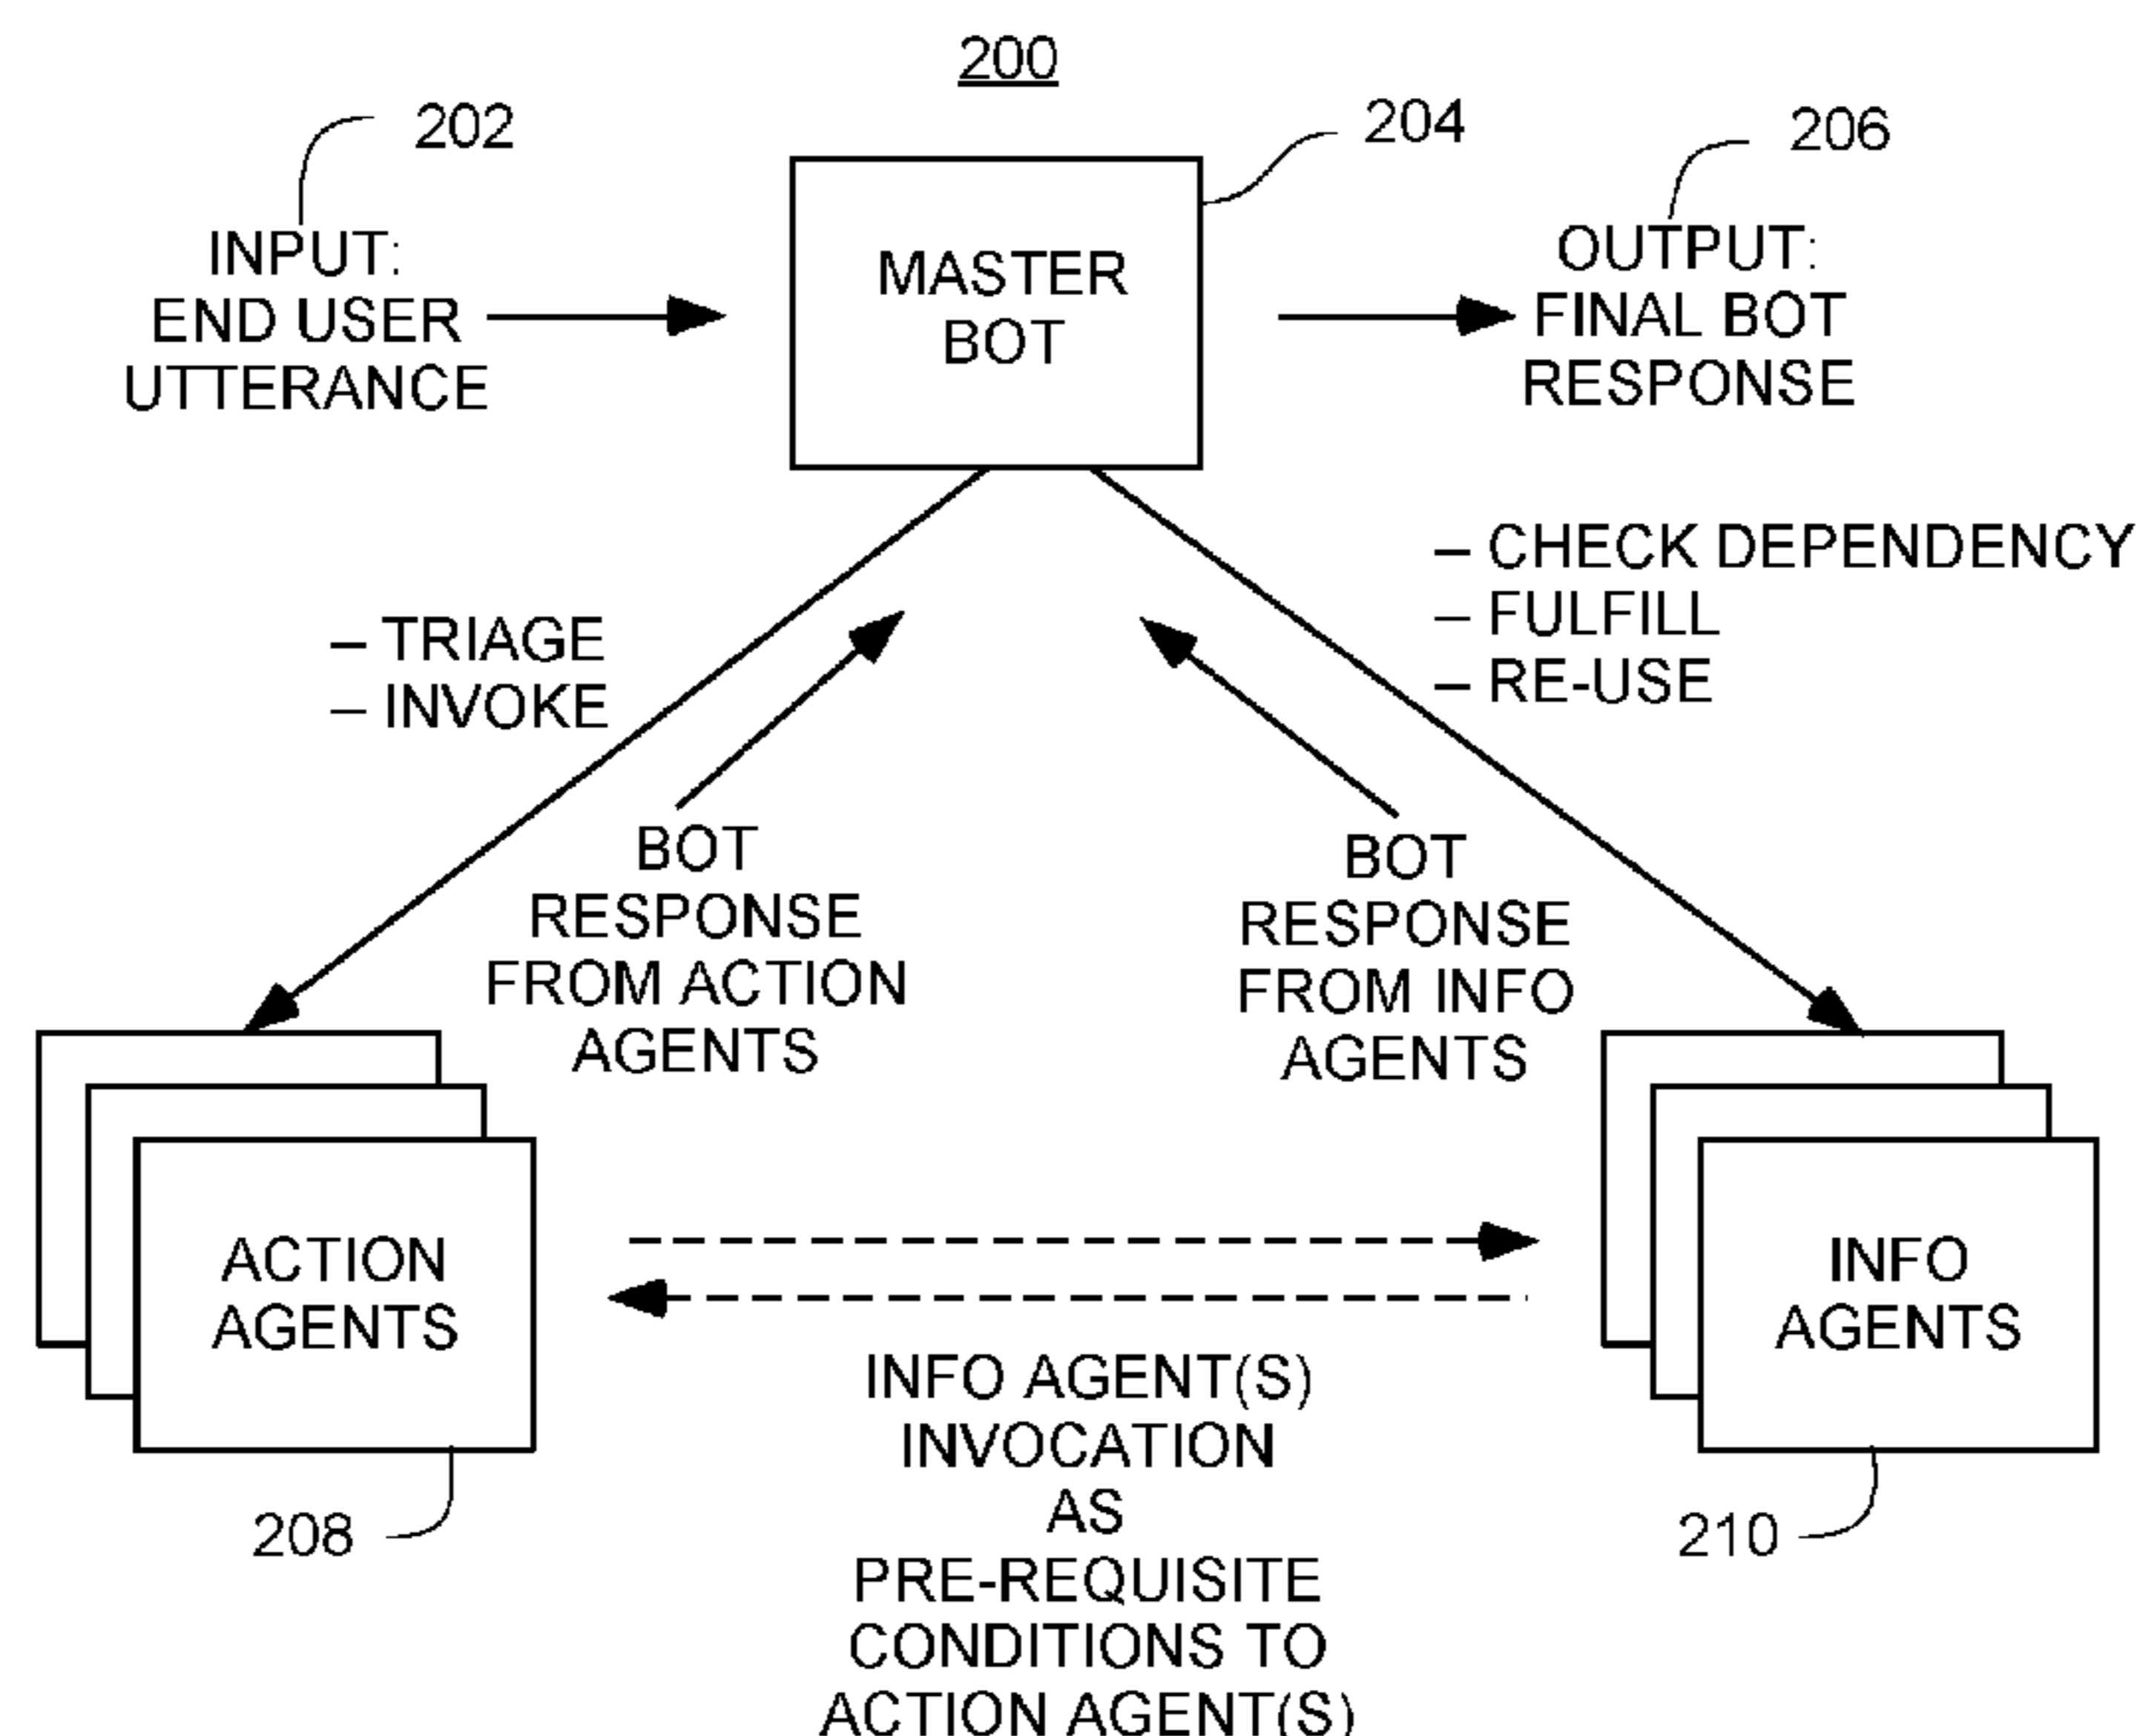 200
202
204
206
INPUT:
END USER
UTTERANCE
MASTER
BOT
OUTPUT:
FINAL BOT
RESPONSE
– TRIAGE
– INVOKE
– CHECK DEPENDENCY
– FULFILL
– RE-USE
BOT
RESPONSE
FROM ACTION
AGENTS
BOT
RESPONSE
FROM INFO
AGENTS
ACTION
AGENTS
INFO
AGENTS
INFO AGENT(S)
INVOCATION
AS
PRE-REQUISITE
CONDITIONS TO
ACTION AGENT(S)
208
210